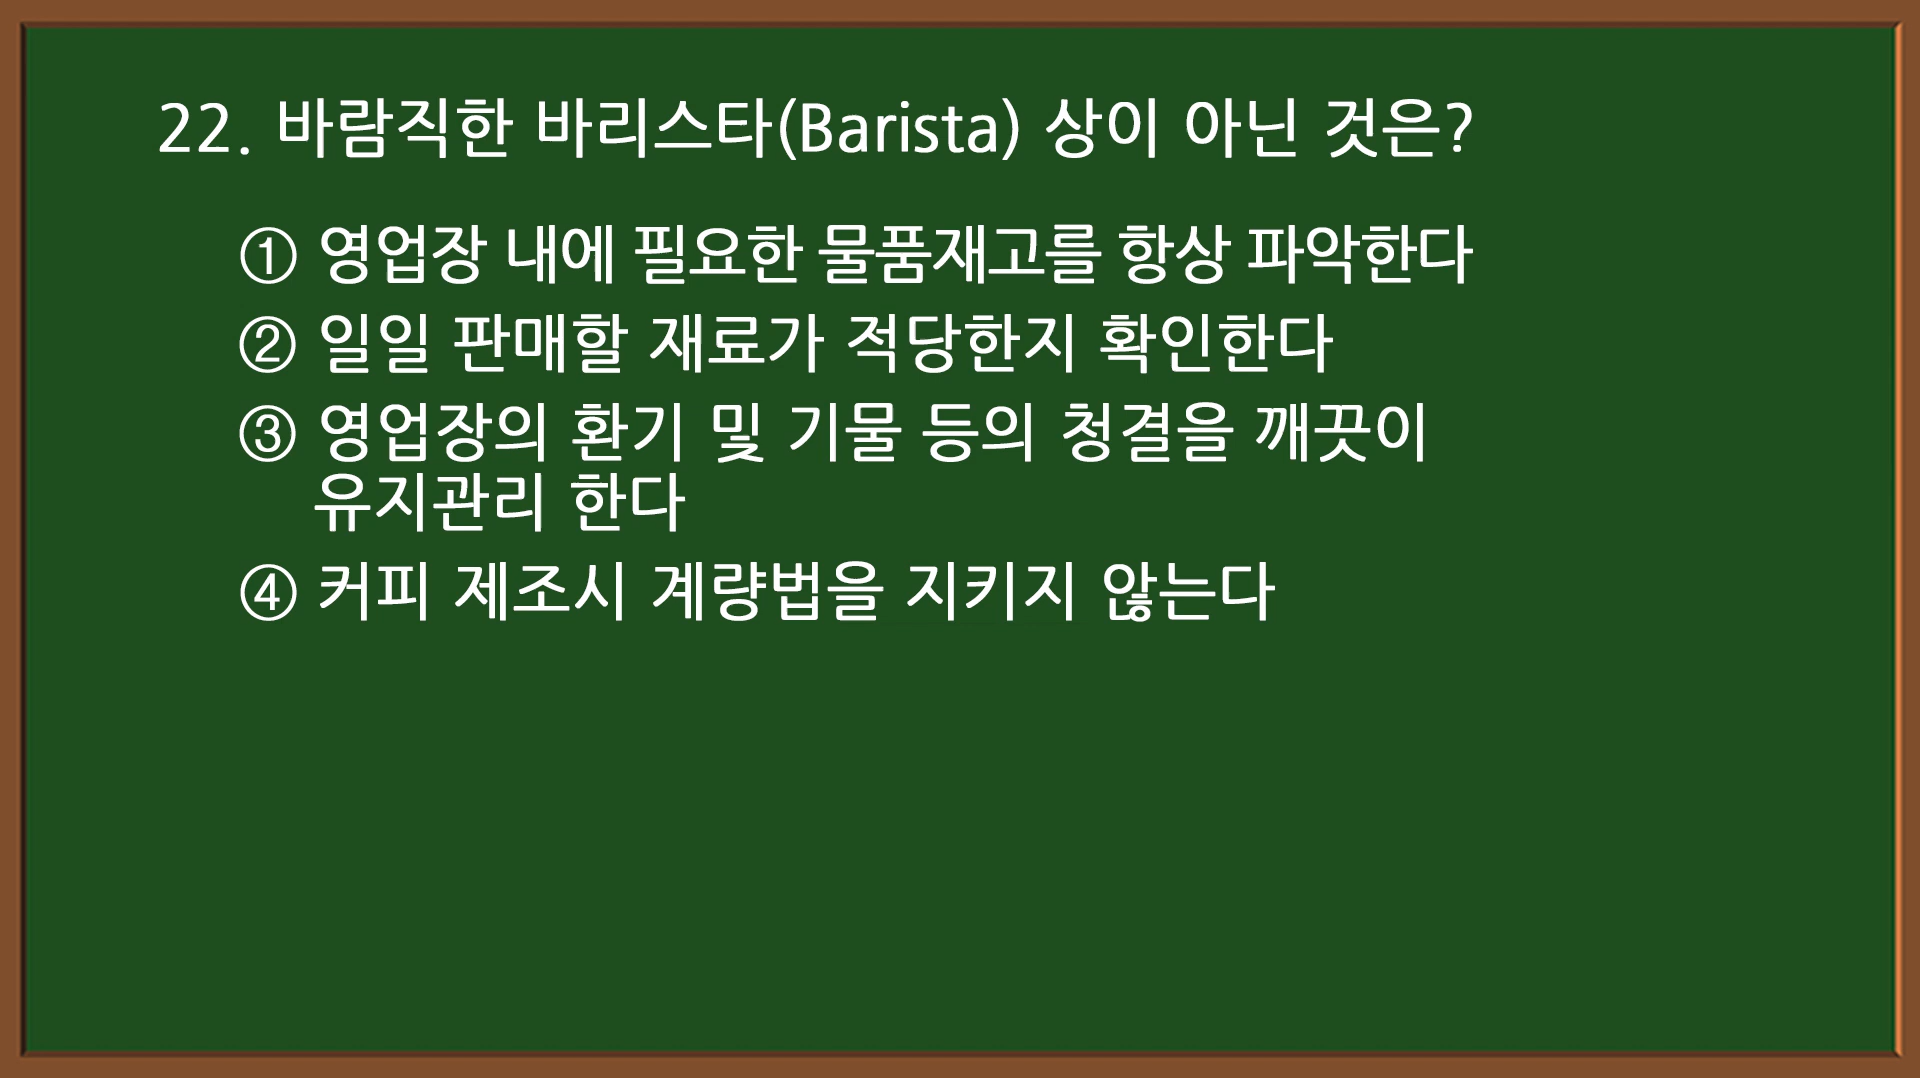 22. 바람직한 바리스타(Barista) 상이 아닌 것은?
① 영업장 내에 필요한 물품재고를 항상 파악한다
② 일일 판매할 재료가 적당한지 확인한다
③ 영업장의 환기 및 기물 등의 청결을 깨끗이
유지관리 한다
④ 커피 제조시 계량법을 지키지 않는다